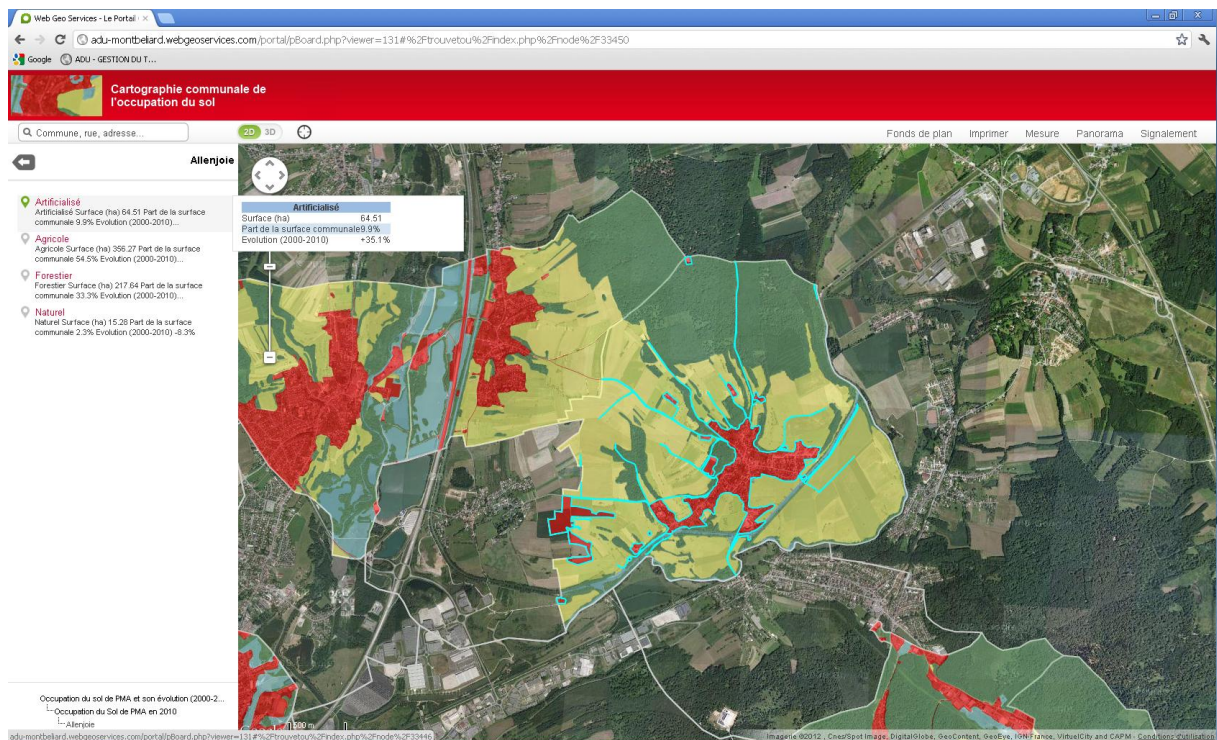 Web Geo Services - Le Portail
adu-montbeliard.webgeoservices.com/portal/pBoard.php?viewer=131#%2Ftrouvetou%2Findex.php%2Fnode%2F33450
Google ADU - GESTION DU T...
Cartographie communale de
l'occupation du sol
Commune, rue, adresse...
2D 3D
Fonds de plan Imprimer Mesure Panorama Signalement
Allenjoie
Artificialisé
Artificialisé Surface (ha) 64.51 Part de la surface
communale 9.9% Evolution (2000-2010)...
Agricole
Agricole Surface (ha) 356.27 Part de la surface
communale 54.5% Evolution (2000-2010)...
Forestier
Forestier Surface (ha) 217.64 Part de la surface
communale 33.3% Evolution (2000-2010)...
Naturel
Naturel Surface (ha) 15.28 Part de la surface
communale 2.3% Evolution (2000-2010) -8.3%
Artificialisé
Surface (ha) 64.51
Part de la surface communale 9.9%
Evolution (2000-2010) +35.1%
Occupation du sol de PMA et son évolution (2000-2...
Occupation du Sol de PMA en 2010
Allenjoie
500 m
adu-montbeliard.webgeoservices.com/portal/pBoard.php?viewer=131#%2Ftrouvetou%2Findex.php%2Fnode%2F33446
Imagerie ©2012 , Cnes/Spot Image, DigitalGlobe, GeoContent, GeoEye, IGN-France, VirtuelCity and CAPM - Conditions d'utilisation